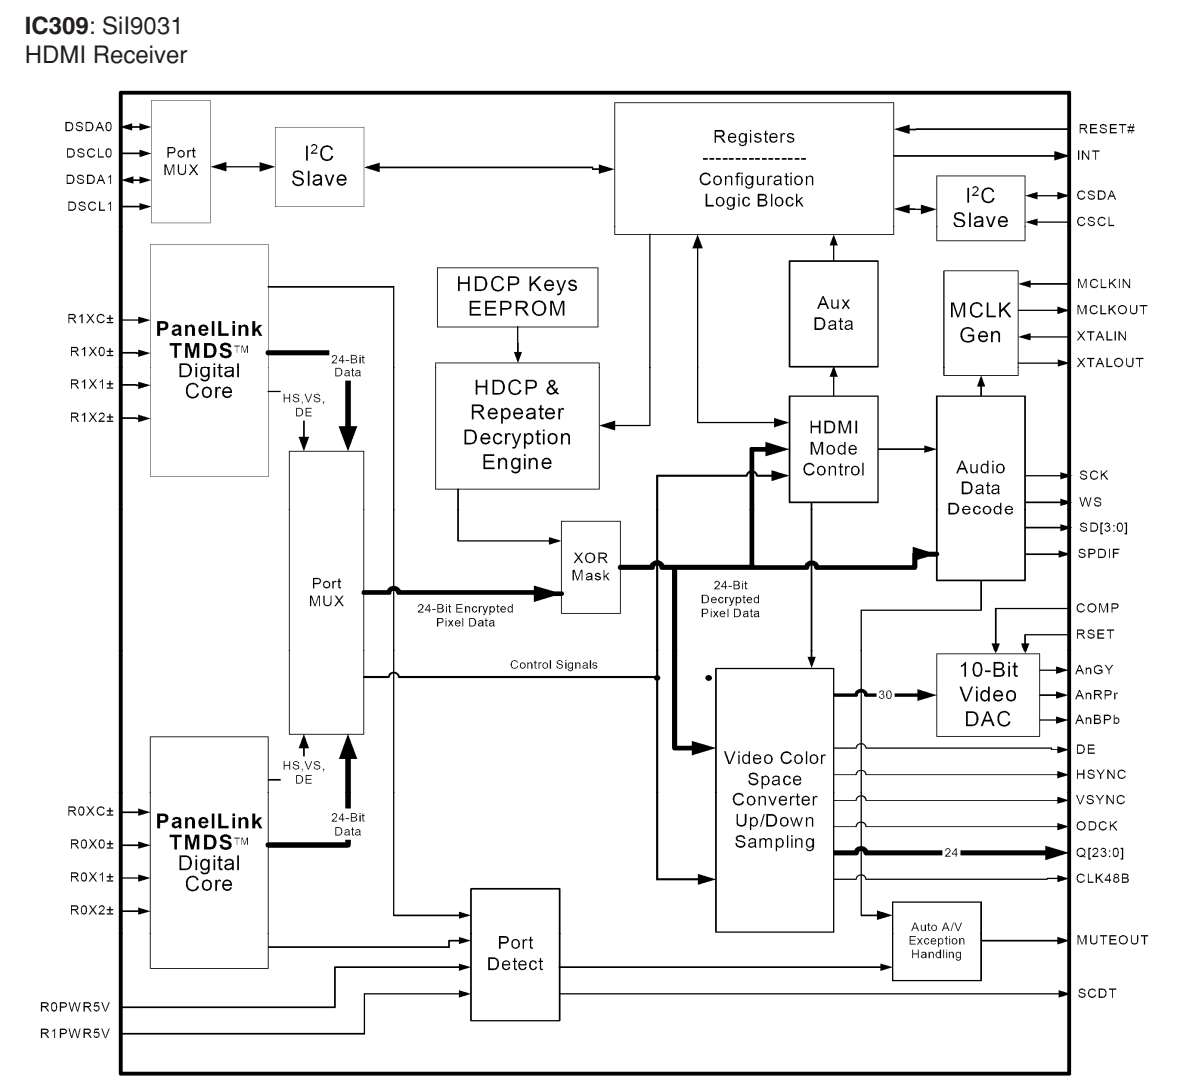 IC309: SiI9031
HDMI Receiver
DSDA0
DSCL0
DSDA1
DSCL1
Port
MUX
I²C
Slave
Registers
Configuration
Logic Block
RESET#
INT
I²C
Slave
CSDA
CSCL
R1XC±
R1X0±
R1X1±
R1X2±
PanelLink
TMDS™
Digital
Core
24-Bit
Data
HS,VS,
DE
HDCP Keys
EEPROM
HDCP &
Repeater
Decryption
Engine
Aux
Data
MCLK
Gen
MCLKIN
MCLKOUT
XTALIN
XTALOUT
HDMI
Mode
Control
Audio
Data
Decode
SCK
WS
SD[3:0]
SPDIF
Port
MUX
24-Bit Encrypted
Pixel Data
XOR
Mask
24-Bit
Decrypted
Pixel Data
Control Signals
COMP
RSET
10-Bit
Video
DAC
AnGY
AnRPr
AnBPb
30
Video Color
Space
Converter
Up/Down
Sampling
DE
HSYNC
VSYNC
ODCK
24
Q[23:0]
CLK48B
HS,VS,
DE
24-Bit
Data
R0XC±
R0X0±
R0X1±
R0X2±
PanelLink
TMDS™
Digital
Core
Port
Detect
Auto A/V
Exception
Handling
MUTEOUT
SCDT
R0PWR5V
R1PWR5V